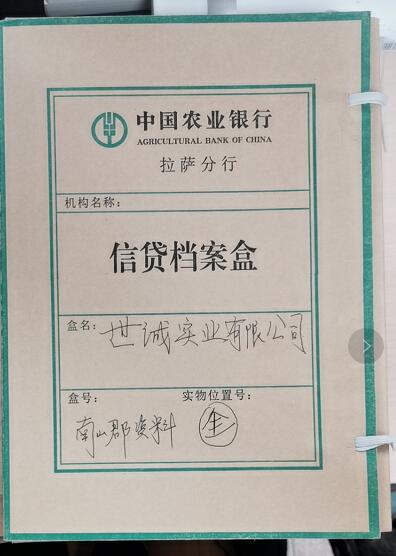 中国农业银行
AGRICULTURAL BANK OF CHINA
拉萨分行
机构名称：
信贷档案盒
盒名： 世诚实业有限公司
盒号： 实物位置号：
南山郡资料 全